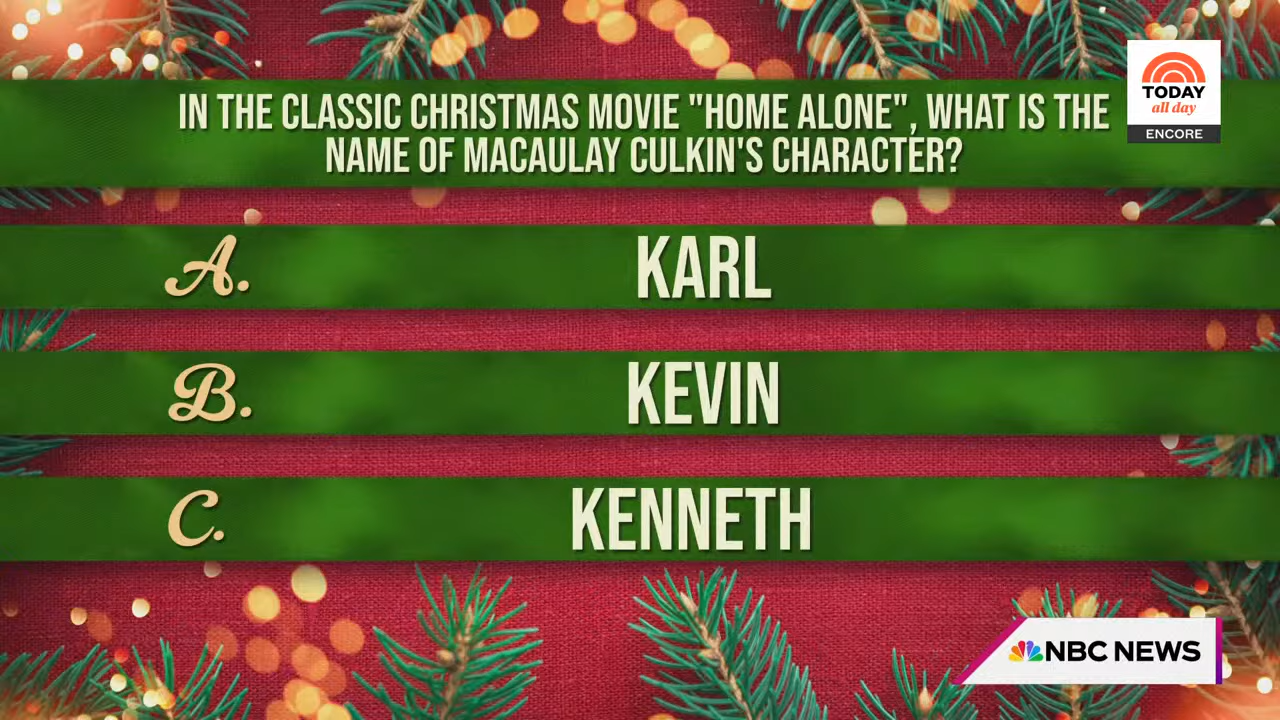 IN THE CLASSIC CHRISTMAS MOVIE "HOME ALONE", WHAT IS THE
NAME OF MACAULAY CULKIN'S CHARACTER?
TODAY
all day
ENCORE
A. KARL
B. KEVIN
C. KENNETH
NBC NEWS